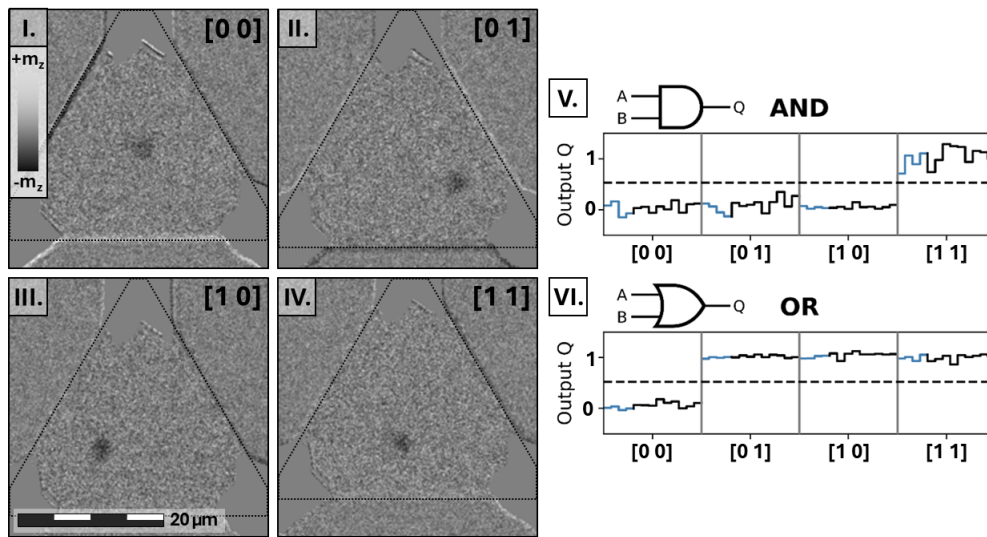 I.
[0 0]
+m_z
-m_z
II.
[0 1]
III.
[1 0]
20 µm
IV.
[1 1]
V.
A
B
Q
AND
Output Q
1
0
[0 0]
[0 1]
[1 0]
[1 1]
VI.
A
B
Q
OR
Output Q
1
0
[0 0]
[0 1]
[1 0]
[1 1]